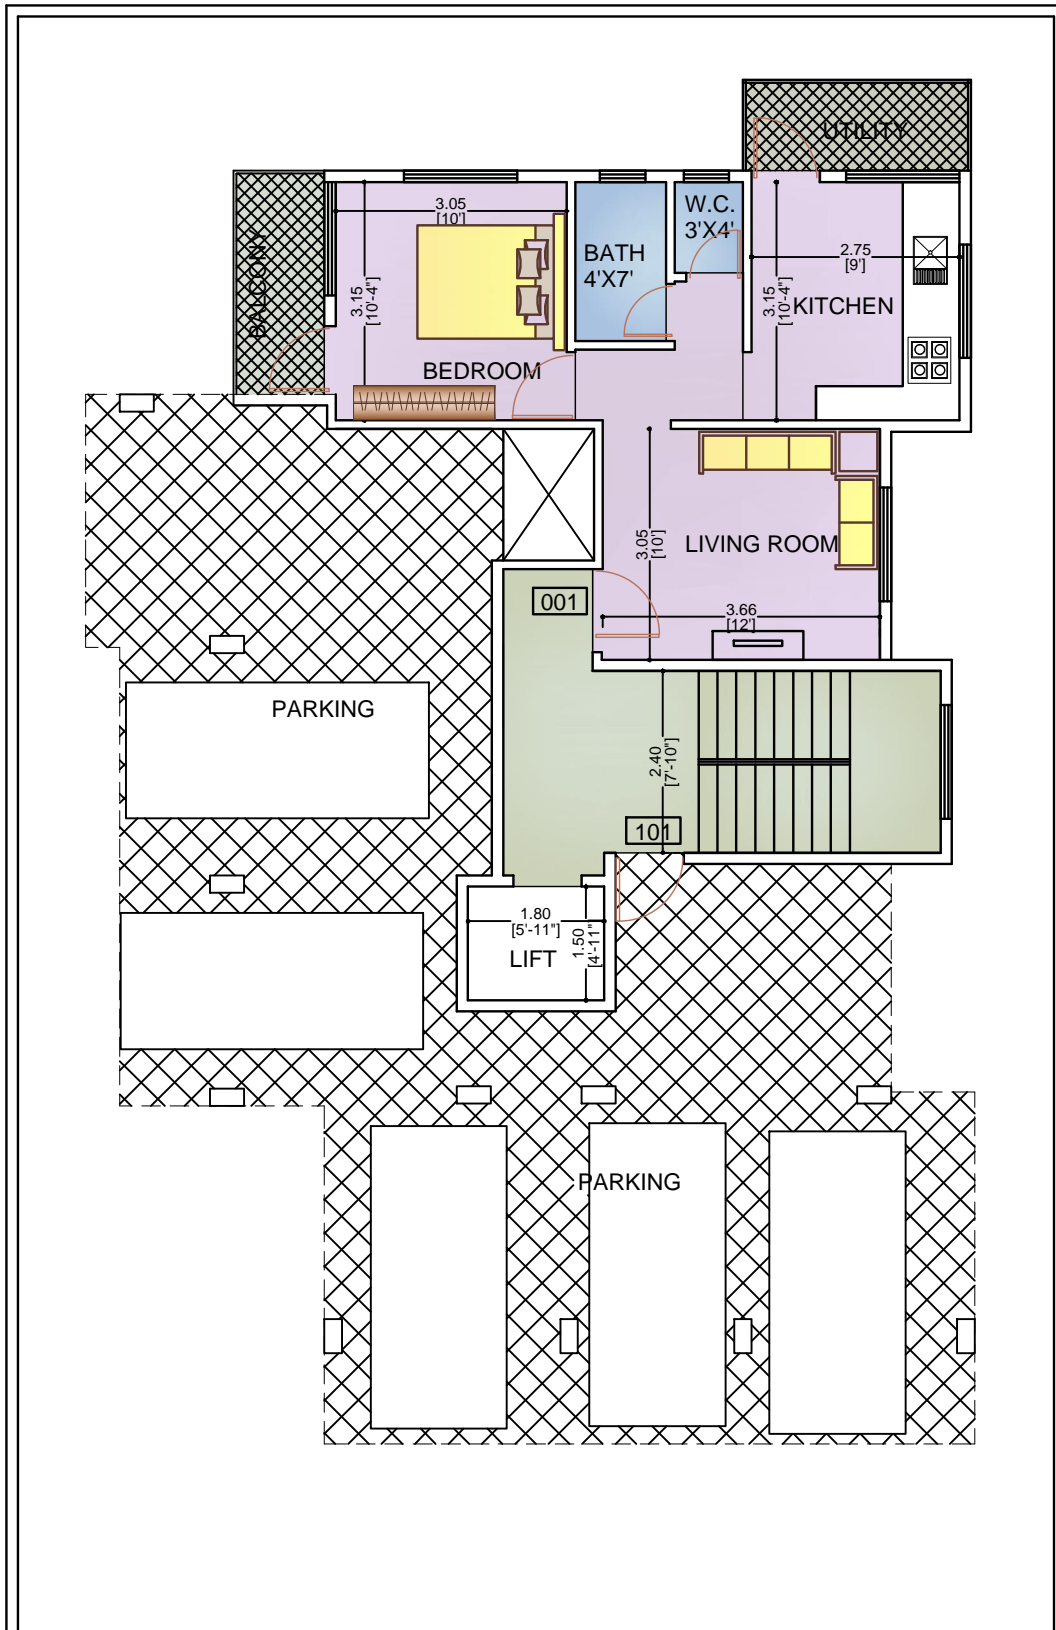 UTILITY
W.C.
3'X4'
3.05
[10']
BATH
4'X7'
2.75
[9']
BALCONY
3.15
[10'-4"]
3.15
[10'-4"]
KITCHEN
BEDROOM
LIVING ROOM
3.05
[10']
001
3.66
[12']
PARKING
2.40
[7'-10"]
101
1.80
[5'-11"]
1.50
[4'-11"]
LIFT
PARKING